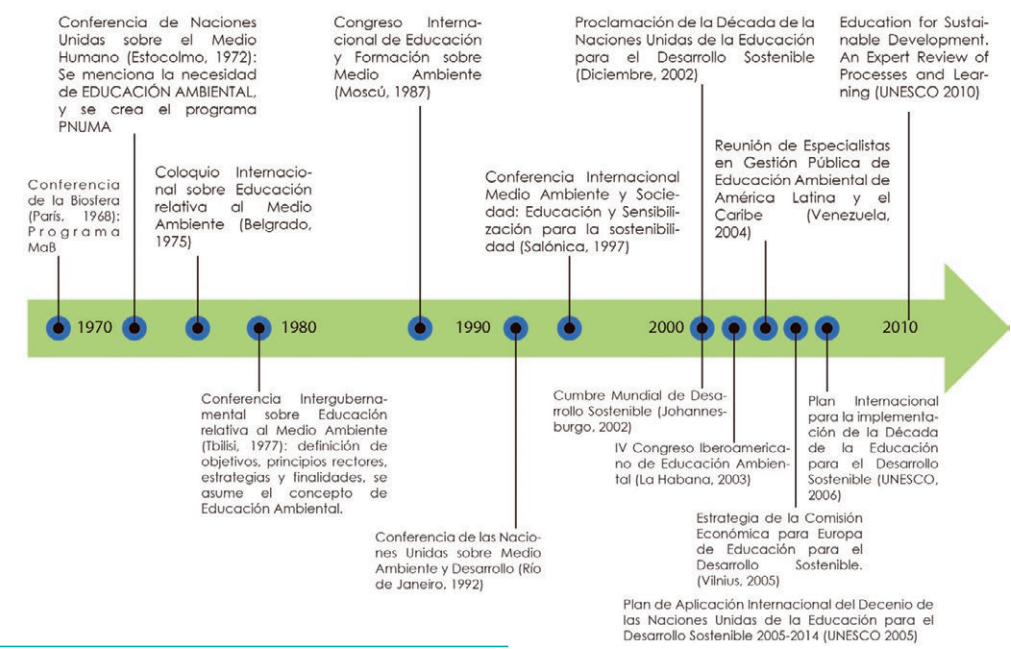 Conferencia de Naciones
Unidas sobre el Medio
Humano (Estocolmo, 1972):
Se menciona la necesidad
de EDUCACIÓN AMBIENTAL,
y se crea el programa
PNUMA
Congreso Interna-
cional de Educación
y Formación sobre
Medio Ambiente
(Moscú, 1987)
Proclamación de la Década de la
Naciones Unidas de la Educación
para el Desarrollo Sostenible
(Diciembre, 2002)
Education for Sustai-
nable Development.
An Expert Review of
Processes and Lear-
ning (UNESCO 2010)
Conferencia
de la Biosfera
(París, 1968):
Programa
MaB
Coloquio Internacio-
nal sobre Educación
relativa al Medio
Ambiente (Belgrado,
1975)
Conferencia Internacional
Medio Ambiente y Socie-
dad: Educación y Sensibili-
zación para la sostenibili-
dad (Salónica, 1997)
Reunión de Especialistas
en Gestión Pública de
Educación Ambiental de
América Latina y el
Caribe (Venezuela,
2004)
1970 1980 1990 2000 2010
Conferencia Interguberna-
mental sobre Educación
relativa al Medio Ambiente
(Tbilisi, 1977): definición de
objetivos, principios rectores,
estrategias y finalidades, se
asume el concepto de
Educación Ambiental.
Conferencia de las Nacio-
nes Unidas sobre Medio
Ambiente y Desarrollo (Río
de Janeiro, 1992)
Cumbre Mundial de Desa-
rrollo Sostenible (Johannes-
burgo, 2002)
IV Congreso Iberoamerica-
no de Educación Ambien-
tal (La Habana, 2003)
Estrategia de la Comisión
Económica para Europa
de Educación para el
Desarrollo Sostenible.
(Vilnius, 2005)
Plan Internacional
para la implementa-
ción de la Década
de la Educación
para el Desarrollo
Sostenible (UNESCO,
2006)
Plan de Aplicación Internacional del Decenio de
las Naciones Unidas de la Educación para el
Desarrollo Sostenible 2005-2014 (UNESCO 2005)